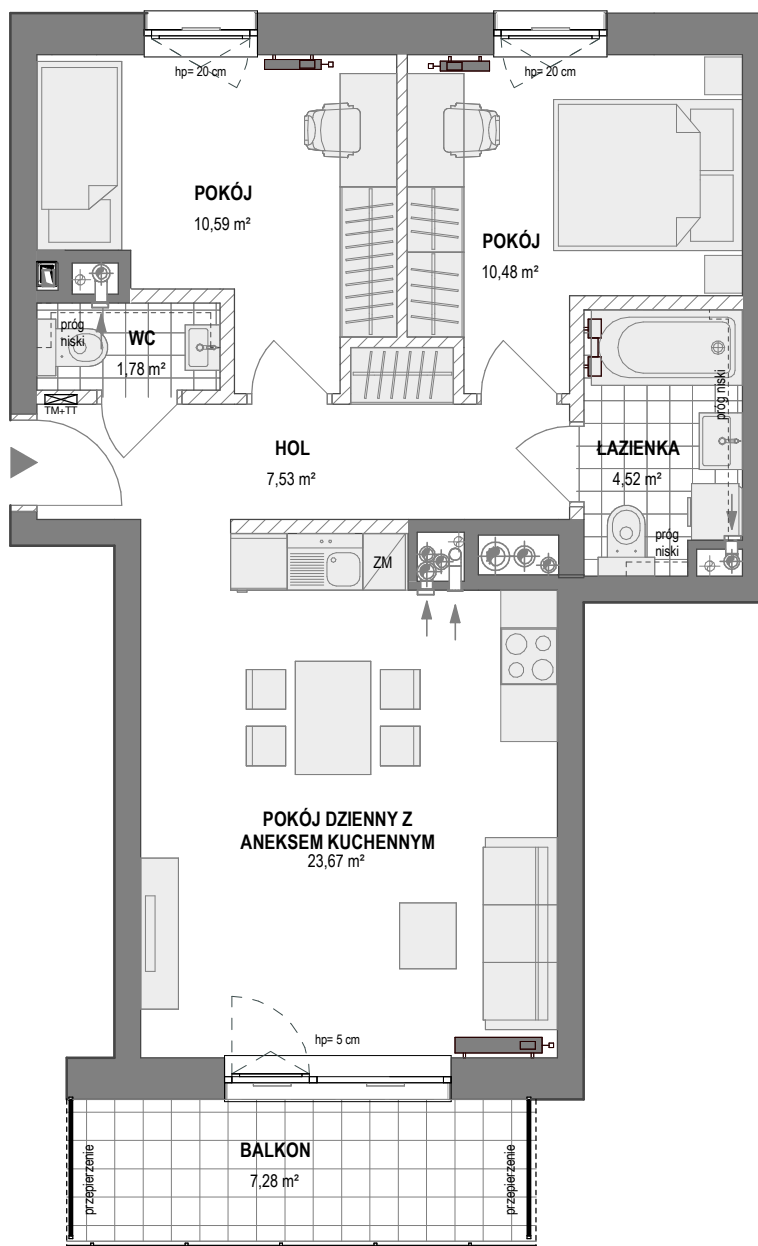 hp= 20 cm
hp= 20 cm
POKÓJ
10,59 m²
POKÓJ
10,48 m²
próg
niski
WC
1,78 m²
TM+TT
próg niski
HOL
7,53 m²
ŁAZIENKA
4,52 m²
próg
niski
ZM
POKÓJ DZIENNY Z
ANEKSEM KUCHENNYM
23,67 m²
hp= 5 cm
BALKON
7,28 m²
przepierzenie
przepierzenie